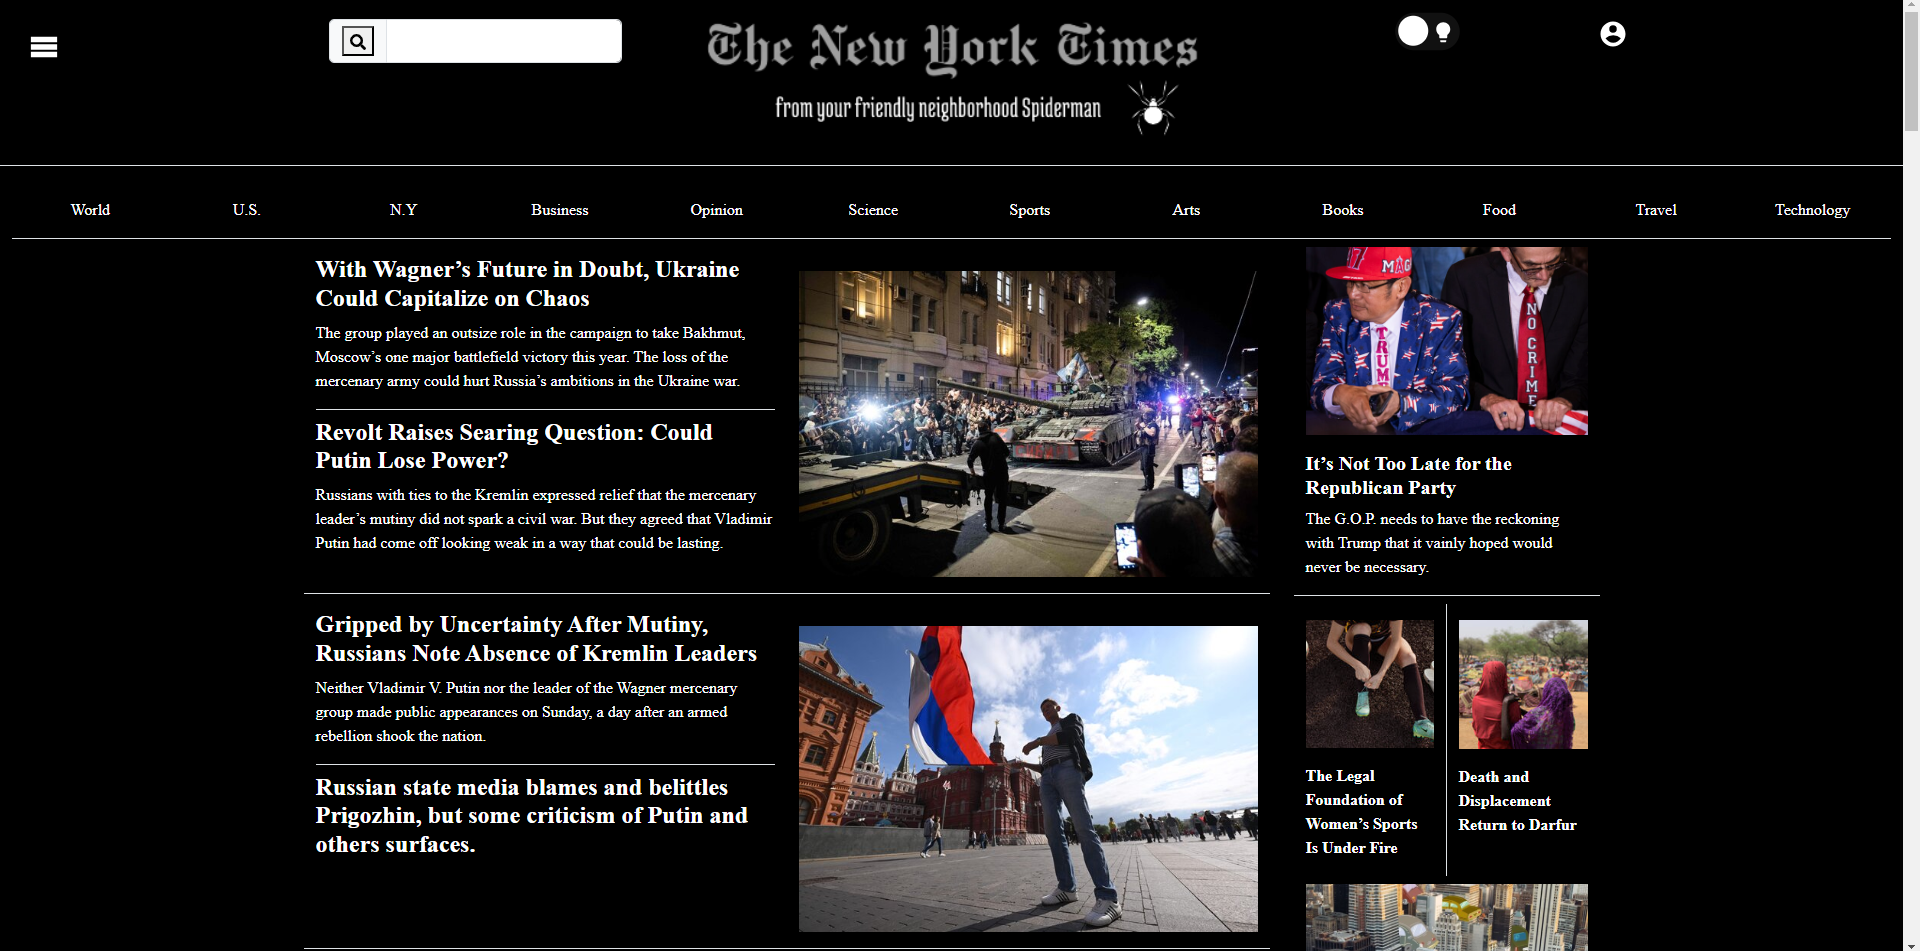 The New York Times
from your friendly neighborhood Spiderman
World
U.S.
N.Y
Business
Opinion
Science
Sports
Arts
Books
Food
Travel
Technology
With Wagner’s Future in Doubt, Ukraine
Could Capitalize on Chaos
The group played an outsize role in the campaign to take Bakhmut,
Moscow’s one major battlefield victory this year. The loss of the
mercenary army could hurt Russia’s ambitions in the Ukraine war.
Revolt Raises Searing Question: Could
Putin Lose Power?
Russians with ties to the Kremlin expressed relief that the mercenary
leader’s mutiny did not spark a civil war. But they agreed that Vladimir
Putin had come off looking weak in a way that could be lasting.
Gripped by Uncertainty After Mutiny,
Russians Note Absence of Kremlin Leaders
Neither Vladimir V. Putin nor the leader of the Wagner mercenary
group made public appearances on Sunday, a day after an armed
rebellion shook the nation.
Russian state media blames and belittles
Prigozhin, but some criticism of Putin and
others surfaces.
MAG
TRUMP
NO CRIME
It’s Not Too Late for the
Republican Party
The G.O.P. needs to have the reckoning
with Trump that it vainly hoped would
never be necessary.
The Legal
Foundation of
Women’s Sports
Is Under Fire
Death and
Displacement
Return to Darfur